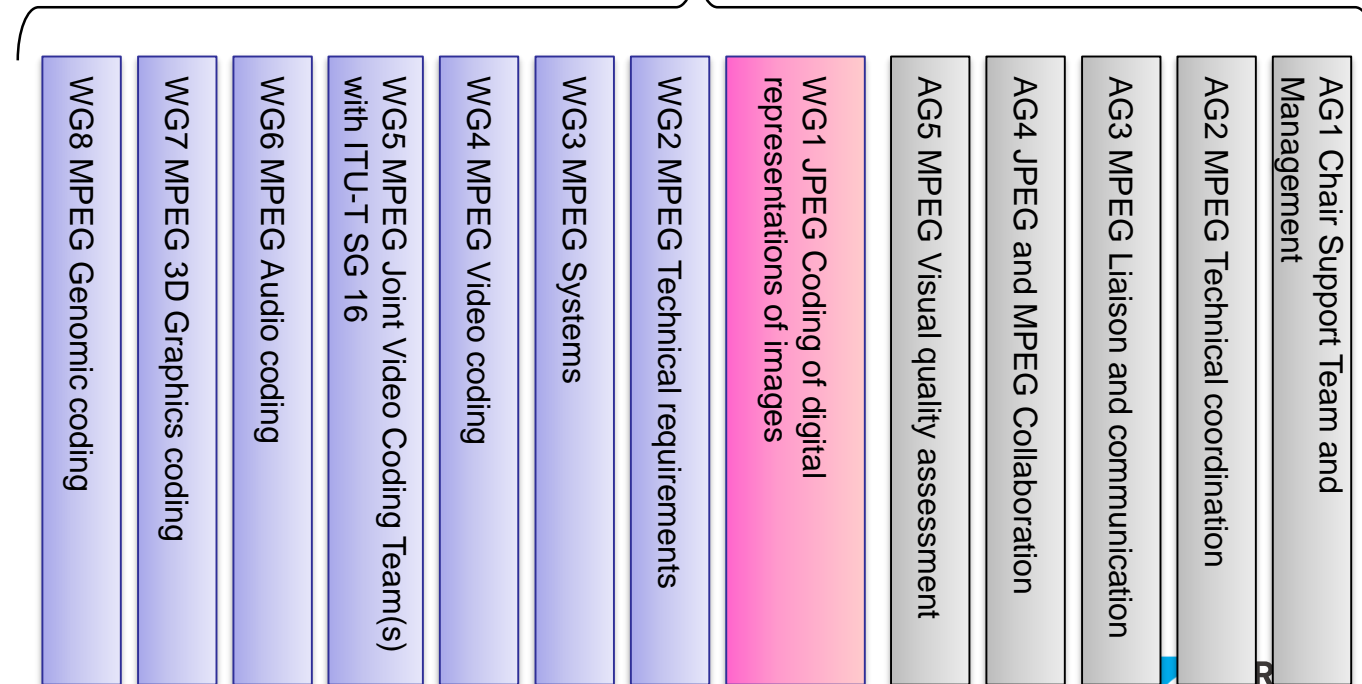 AG1 Chair Support Team and
Management
AG2 MPEG Technical coordination
AG3 MPEG Liaison and communication
AG4 JPEG and MPEG Collaboration
AG5 MPEG Visual quality assessment
WG1 JPEG Coding of digital
representations of images
WG2 MPEG Technical requirements
WG3 MPEG Systems
WG4 MPEG Video coding
WG5 MPEG Joint Video Coding Team(s)
with ITU-T SG 16
WG6 MPEG Audio coding
WG7 MPEG 3D Graphics coding
WG8 MPEG Genomic coding